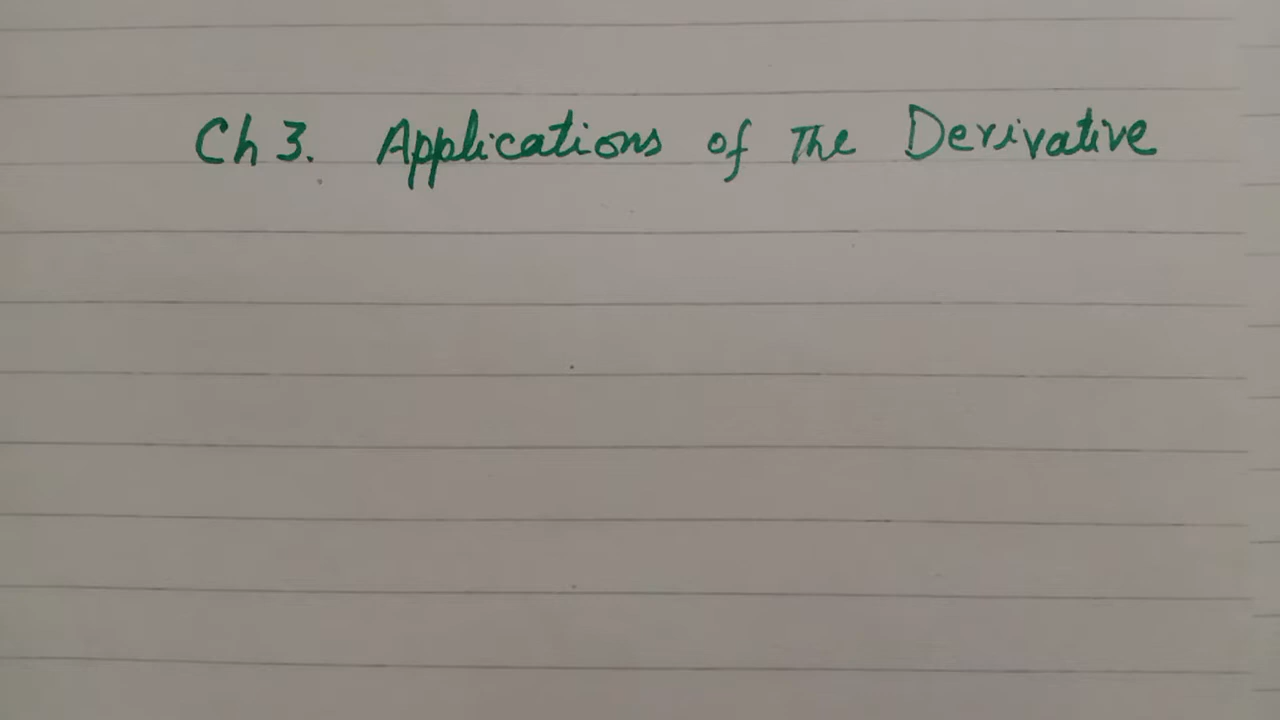 Ch 3. Applications of The Derivative